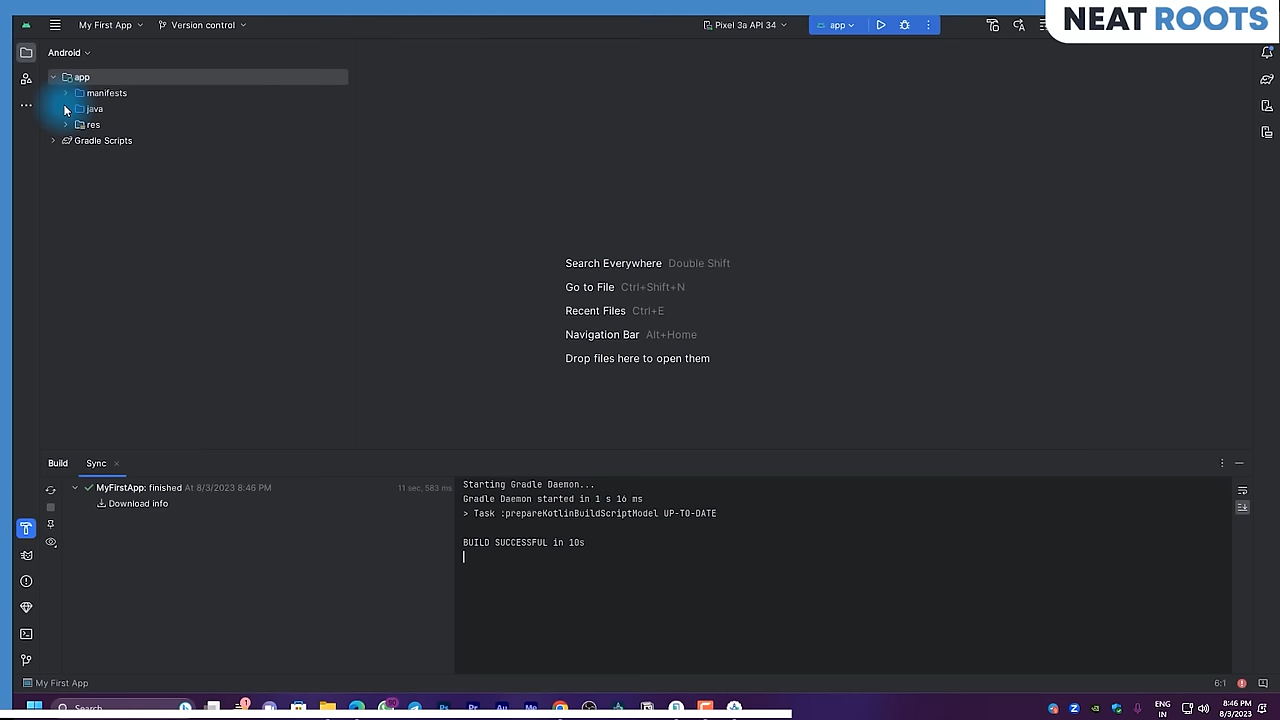 My First App
Version control
Pixel 3a API 34
app
NEAT ROOTS
Android
app
manifests
java
res
Gradle Scripts
Search Everywhere Double Shift
Go to File Ctrl+Shift+N
Recent Files Ctrl+E
Navigation Bar Alt+Home
Drop files here to open them
Build Sync
MyFirstApp: finished At 8/3/2023 8:46 PM 11 sec, 583 ms
Download info
Starting Gradle Daemon...
Gradle Daemon started in 1 s 16 ms
> Task :prepareKotlinBuildScriptModel UP-TO-DATE
BUILD SUCCESSFUL in 10s
My First App
6:1
Search
ENG
IN
8:46 PM
8/3/2023